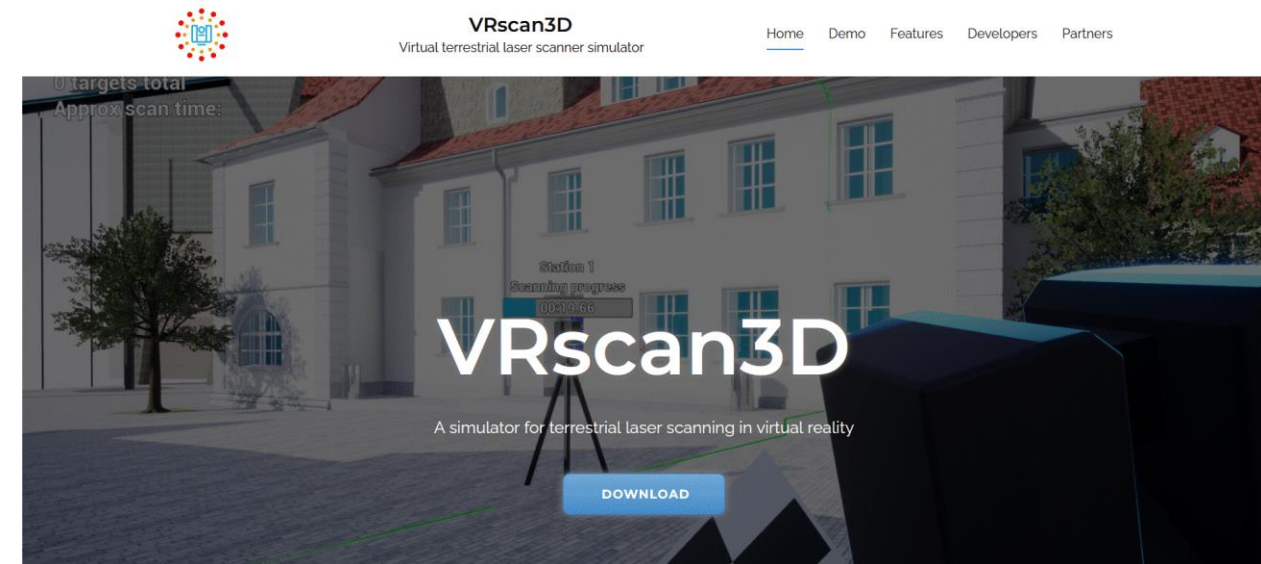 VRscan3D
Virtual terrestrial laser scanner simulator
Home Demo Features Developers Partners
0 targets total
Approx scan time:
Station 1
Scanning progress
00:19.66
VRscan3D
A simulator for terrestrial laser scanning in virtual reality
DOWNLOAD